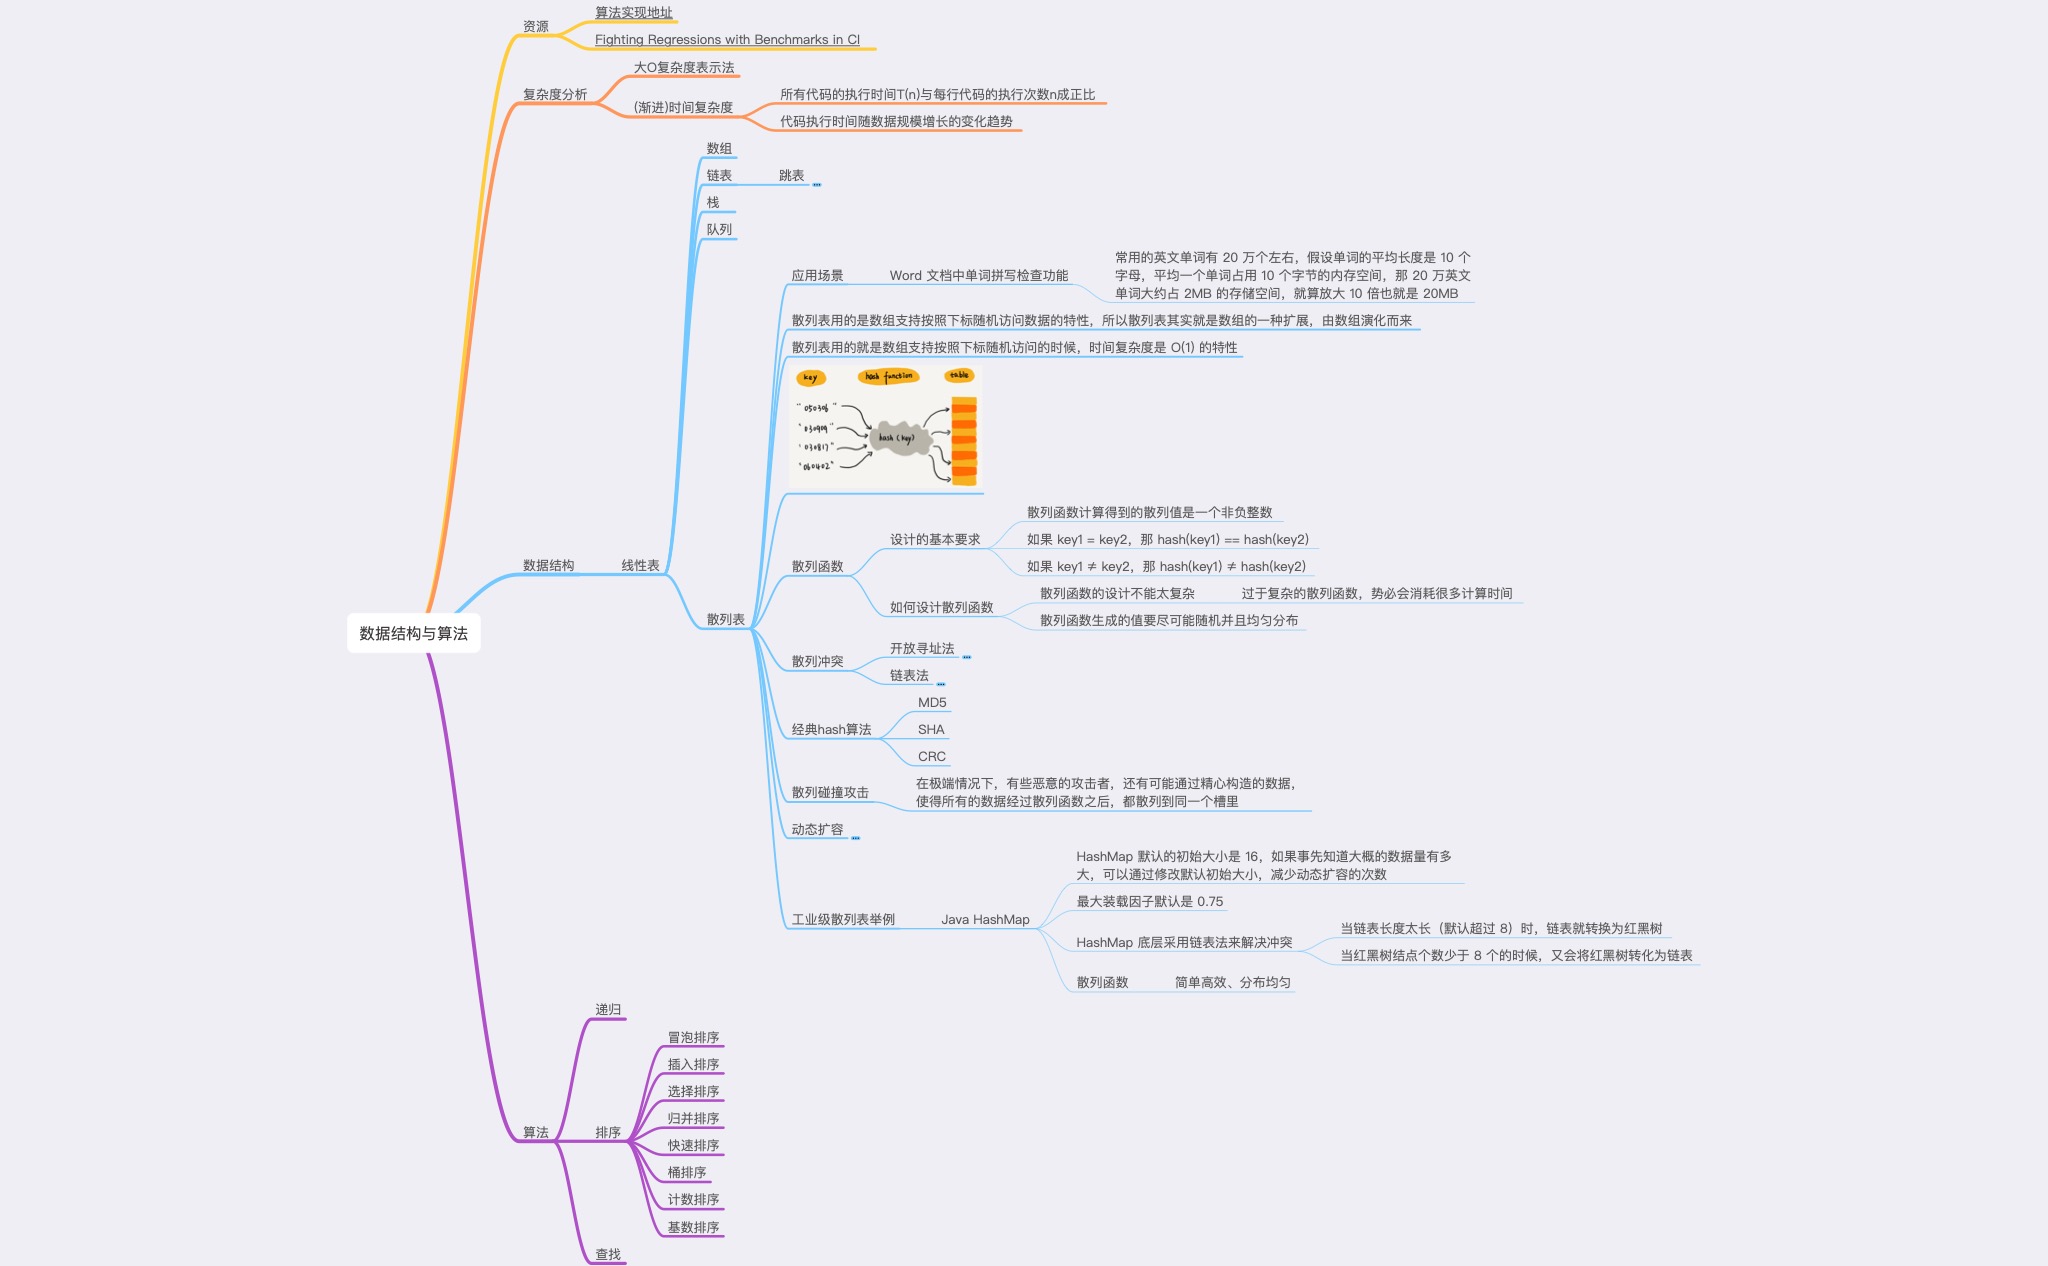 算法实现地址
资源
Fighting Regressions with Benchmarks in CI
大O复杂度表示法
复杂度分析
所有代码的执行时间T(n)与每行代码的执行次数n成正比
(渐进)时间复杂度
代码执行时间随数据规模增长的变化趋势
数组
链表
跳表
栈
队列
常用的英文单词有 20 万个左右，假设单词的平均长度是 10 个
字母，平均一个单词占用 10 个字节的内存空间，那 20 万英文
单词大约占 2MB 的存储空间，就算放大 10 倍也就是 20MB
应用场景
Word 文档中单词拼写检查功能
散列表用的是数组支持按照下标随机访问数据的特性，所以散列表其实就是数组的一种扩展，由数组演化而来
散列表用的就是数组支持按照下标随机访问的时候，时间复杂度是 O(1) 的特性
key
hash function
table
"050306"
"030909"
"030817"
"060402"
hash (key)
散列函数计算得到的散列值是一个非负整数
设计的基本要求
如果 key1 = key2，那 hash(key1) == hash(key2)
如果 key1 ≠ key2，那 hash(key1) ≠ hash(key2)
数据结构
线性表
散列函数
散列函数的设计不能太复杂
过于复杂的散列函数，势必会消耗很多计算时间
如何设计散列函数
散列函数生成的值要尽可能随机并且均匀分布
散列表
数据结构与算法
开放寻址法
散列冲突
链表法
MD5
经典hash算法
SHA
CRC
在极端情况下，有些恶意的攻击者，还有可能通过精心构造的数据，
使得所有的数据经过散列函数之后，都散列到同一个槽里
散列碰撞攻击
动态扩容
HashMap 默认的初始大小是 16，如果事先知道大概的数据量有多
大，可以通过修改默认初始大小，减少动态扩容的次数
最大装载因子默认是 0.75
工业级散列表举例
Java HashMap
当链表长度太长（默认超过 8）时，链表就转换为红黑树
HashMap 底层采用链表法来解决冲突
当红黑树结点个数少于 8 个的时候，又会将红黑树转化为链表
散列函数
简单高效、分布均匀
递归
冒泡排序
插入排序
选择排序
归并排序
算法
排序
快速排序
桶排序
计数排序
基数排序
查找